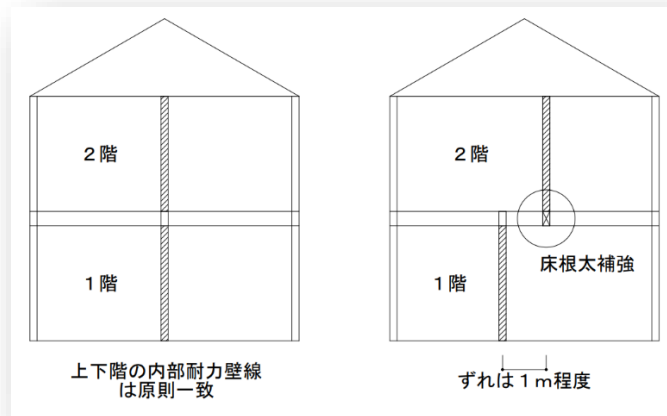 2階
1階
上下階の内部耐力壁線
は原則一致
2階
床根太補強
1階
ずれは1m程度